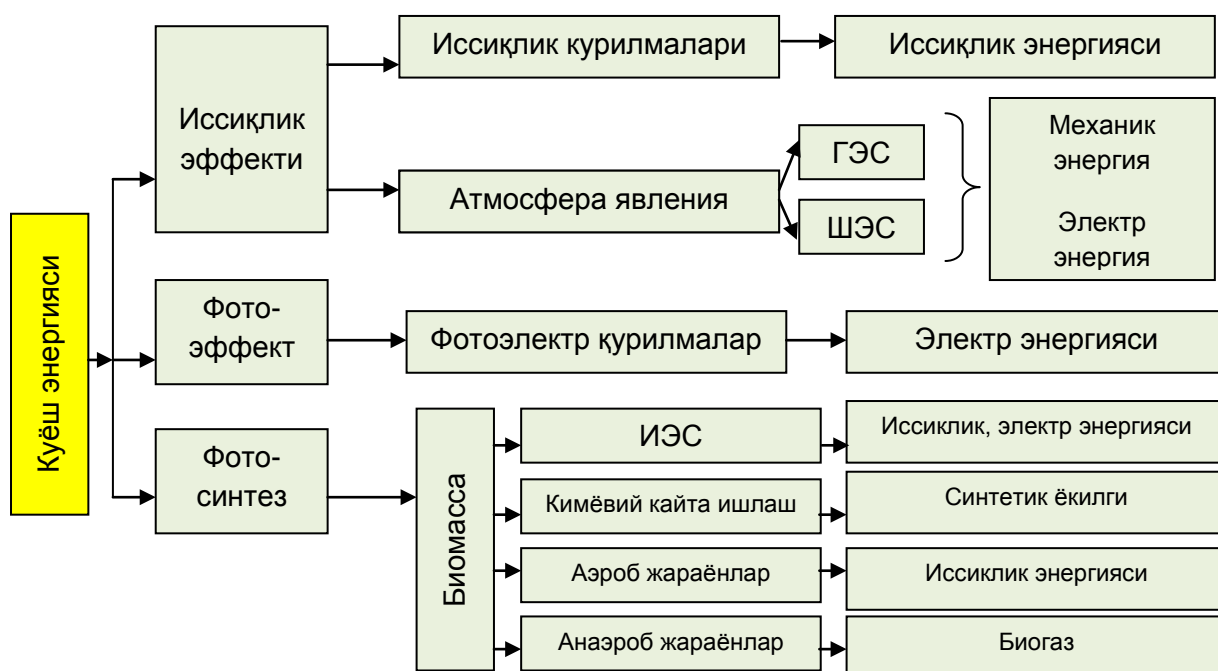 Куёш энергияси
Иссиқлик
эффекти
Иссиқлик курилмалари
Иссиқлик энергияси
Атмосфера явления
ГЭС
ШЭС
Механик
энергия
Электр
энергия
Фото-
эффект
Фотоэлектр қурилмалар
Электр энергияси
Фото-
синтез
Биомасса
ИЭС
Иссиклик, электр энергияси
Кимёвий кайта ишлаш
Синтетик ёкилги
Аэроб жараёнлар
Иссиклик энергияси
Анаэроб жараёнлар
Биогаз